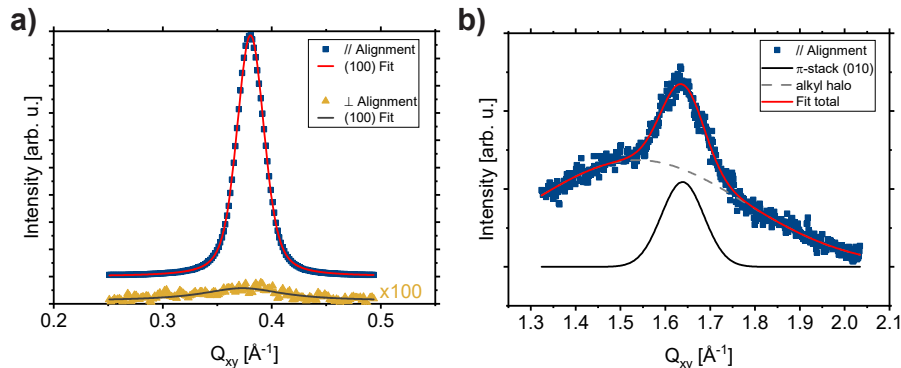 a)
Intensity [arb. u.]
// Alignment
(100) Fit
⊥ Alignment
(100) Fit
x100
0.2 0.3 0.4 0.5
Qxy [Å-1]
b)
Intensity [arb. u.]
// Alignment
π-stack (010)
alkyl halo
Fit total
1.3 1.4 1.5 1.6 1.7 1.8 1.9 2.0 2.1
Qxy [Å-1]